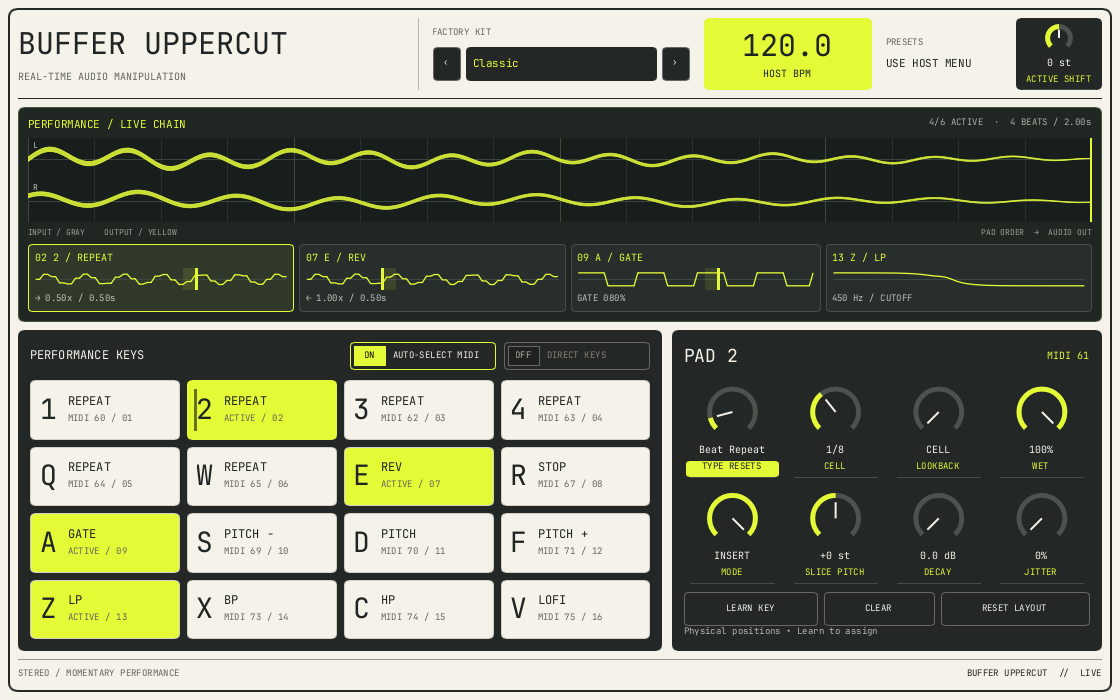 BUFFER UPPERCUT
REAL-TIME AUDIO MANIPULATION
FACTORY KIT
‹ Classic ›
120.0
HOST BPM
PRESETS
USE HOST MENU
0 st
ACTIVE SHIFT
PERFORMANCE / LIVE CHAIN
4/6 ACTIVE · 4 BEATS / 2.00s
L
R
INPUT / GRAY OUTPUT / YELLOW
PAD ORDER → AUDIO OUT
02 2 / REPEAT
→ 0.50x / 0.50s
07 E / REV
← 1.00x / 0.50s
09 A / GATE
GATE 080%
13 Z / LP
450 Hz / CUTOFF
PERFORMANCE KEYS
ON AUTO-SELECT MIDI
OFF DIRECT KEYS
1 REPEAT
MIDI 60 / 01
2 REPEAT
ACTIVE / 02
3 REPEAT
MIDI 62 / 03
4 REPEAT
MIDI 63 / 04
Q REPEAT
MIDI 64 / 05
W REPEAT
MIDI 65 / 06
E REV
ACTIVE / 07
R STOP
MIDI 67 / 08
A GATE
ACTIVE / 09
S PITCH -
MIDI 69 / 10
D PITCH
MIDI 70 / 11
F PITCH +
MIDI 71 / 12
Z LP
ACTIVE / 13
X BP
MIDI 73 / 14
C HP
MIDI 74 / 15
V LOFI
MIDI 75 / 16
PAD 2
MIDI 61
Beat Repeat
TYPE RESETS
1/8
CELL
CELL
LOOKBACK
100%
WET
INSERT
MODE
+0 st
SLICE PITCH
0.0 dB
DECAY
0%
JITTER
LEARN KEY
CLEAR
RESET LAYOUT
Physical positions • Learn to assign
STEREO / MOMENTARY PERFORMANCE
BUFFER UPPERCUT // LIVE